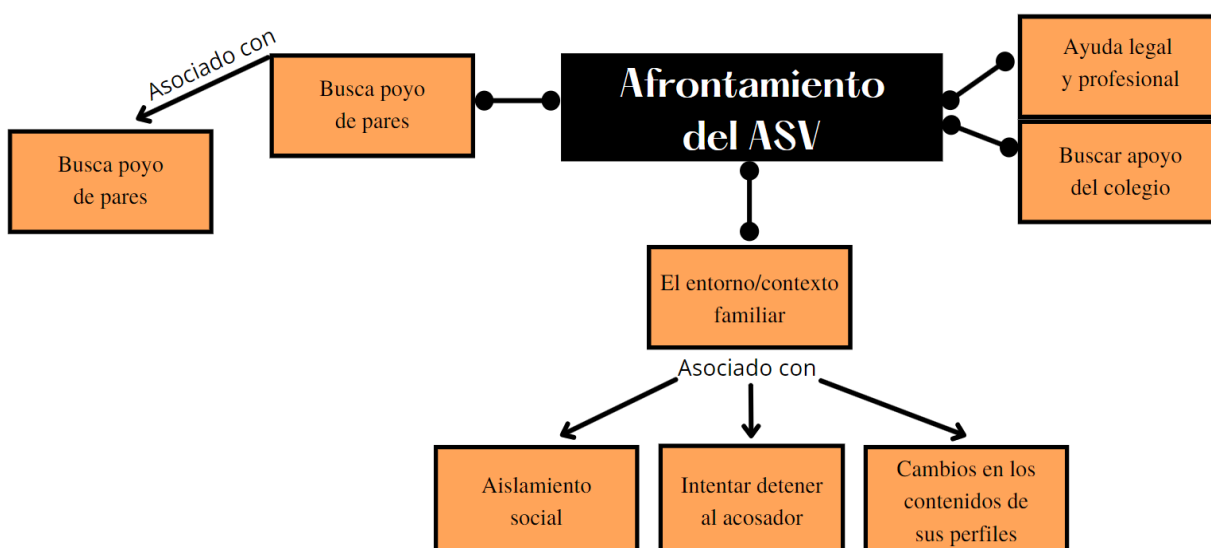 Asociado con
Busca poyo
de pares
Busca poyo
de pares
Afrontamiento
del ASV
Ayuda legal
y profesional
Buscar apoyo
del colegio
El entorno/contexto
familiar
Asociado con
Aislamiento
social
Intentar detener
al acosador
Cambios en los
contenidos de
sus perfiles